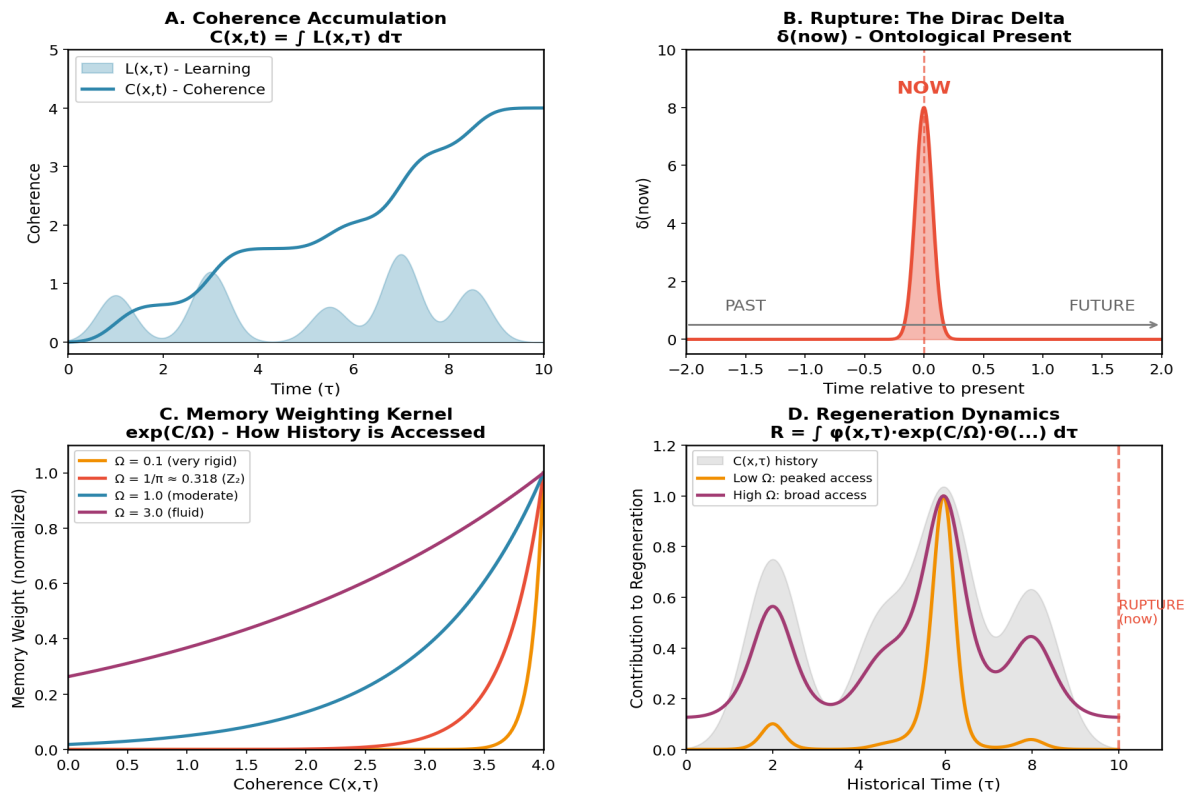 A. Coherence Accumulation
C(x,t) = ∫ L(x,τ) dτ
5
4
3
2
1
0
Coherence
L(x,τ) - Learning
C(x,t) - Coherence
0 2 4 6 8 10
Time (τ)
B. Rupture: The Dirac Delta
δ(now) - Ontological Present
10
8
6
4
2
0
δ(now)
NOW
PAST
FUTURE
−2.0 −1.5 −1.0 −0.5 0.0 0.5 1.0 1.5 2.0
Time relative to present
C. Memory Weighting Kernel
exp(C/Ω) - How History is Accessed
1.0
0.8
0.6
0.4
0.2
0.0
Memory Weight (normalized)
Ω = 0.1 (very rigid)
Ω = 1/π ≈ 0.318 (Z₂)
Ω = 1.0 (moderate)
Ω = 3.0 (fluid)
0.0 0.5 1.0 1.5 2.0 2.5 3.0 3.5 4.0
Coherence C(x,τ)
D. Regeneration Dynamics
R = ∫ φ(x,τ)·exp(C/Ω)·Θ(...) dτ
1.2
1.0
0.8
0.6
0.4
0.2
0.0
Contribution to Regeneration
C(x,τ) history
Low Ω: peaked access
High Ω: broad access
RUPTURE
(now)
0 2 4 6 8 10
Historical Time (τ)